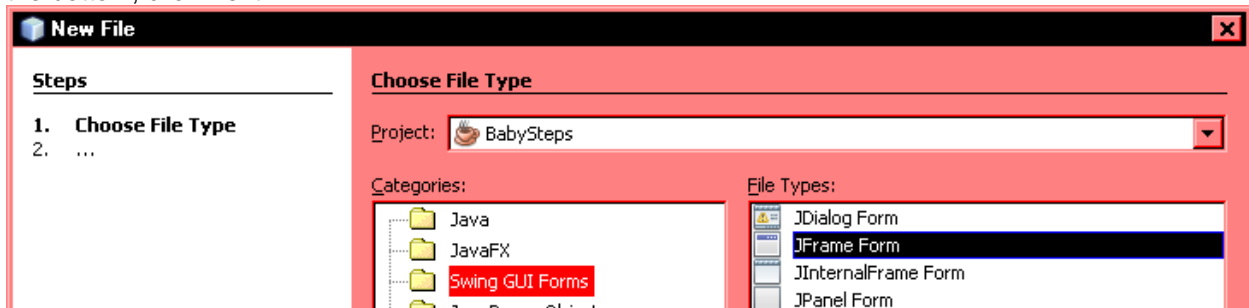 New File
Steps
Choose File Type
1. Choose File Type
2. ...
Project: BabySteps
Categories:
File Types:
Java
JavaFX
Swing GUI Forms
JDialog Form
JFrame Form
JInternalFrame Form
JPanel Form